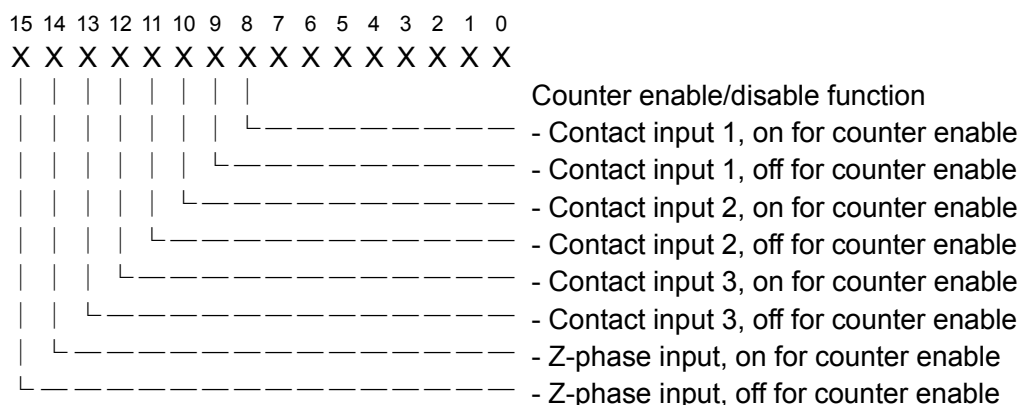 15 14 13 12 11 10 9 8 7 6 5 4 3 2 1 0
X X X X X X X X X X X X X X X X
Counter enable/disable function
- Contact input 1, on for counter enable
- Contact input 1, off for counter enable
- Contact input 2, on for counter enable
- Contact input 2, off for counter enable
- Contact input 3, on for counter enable
- Contact input 3, off for counter enable
- Z-phase input, on for counter enable
- Z-phase input, off for counter enable